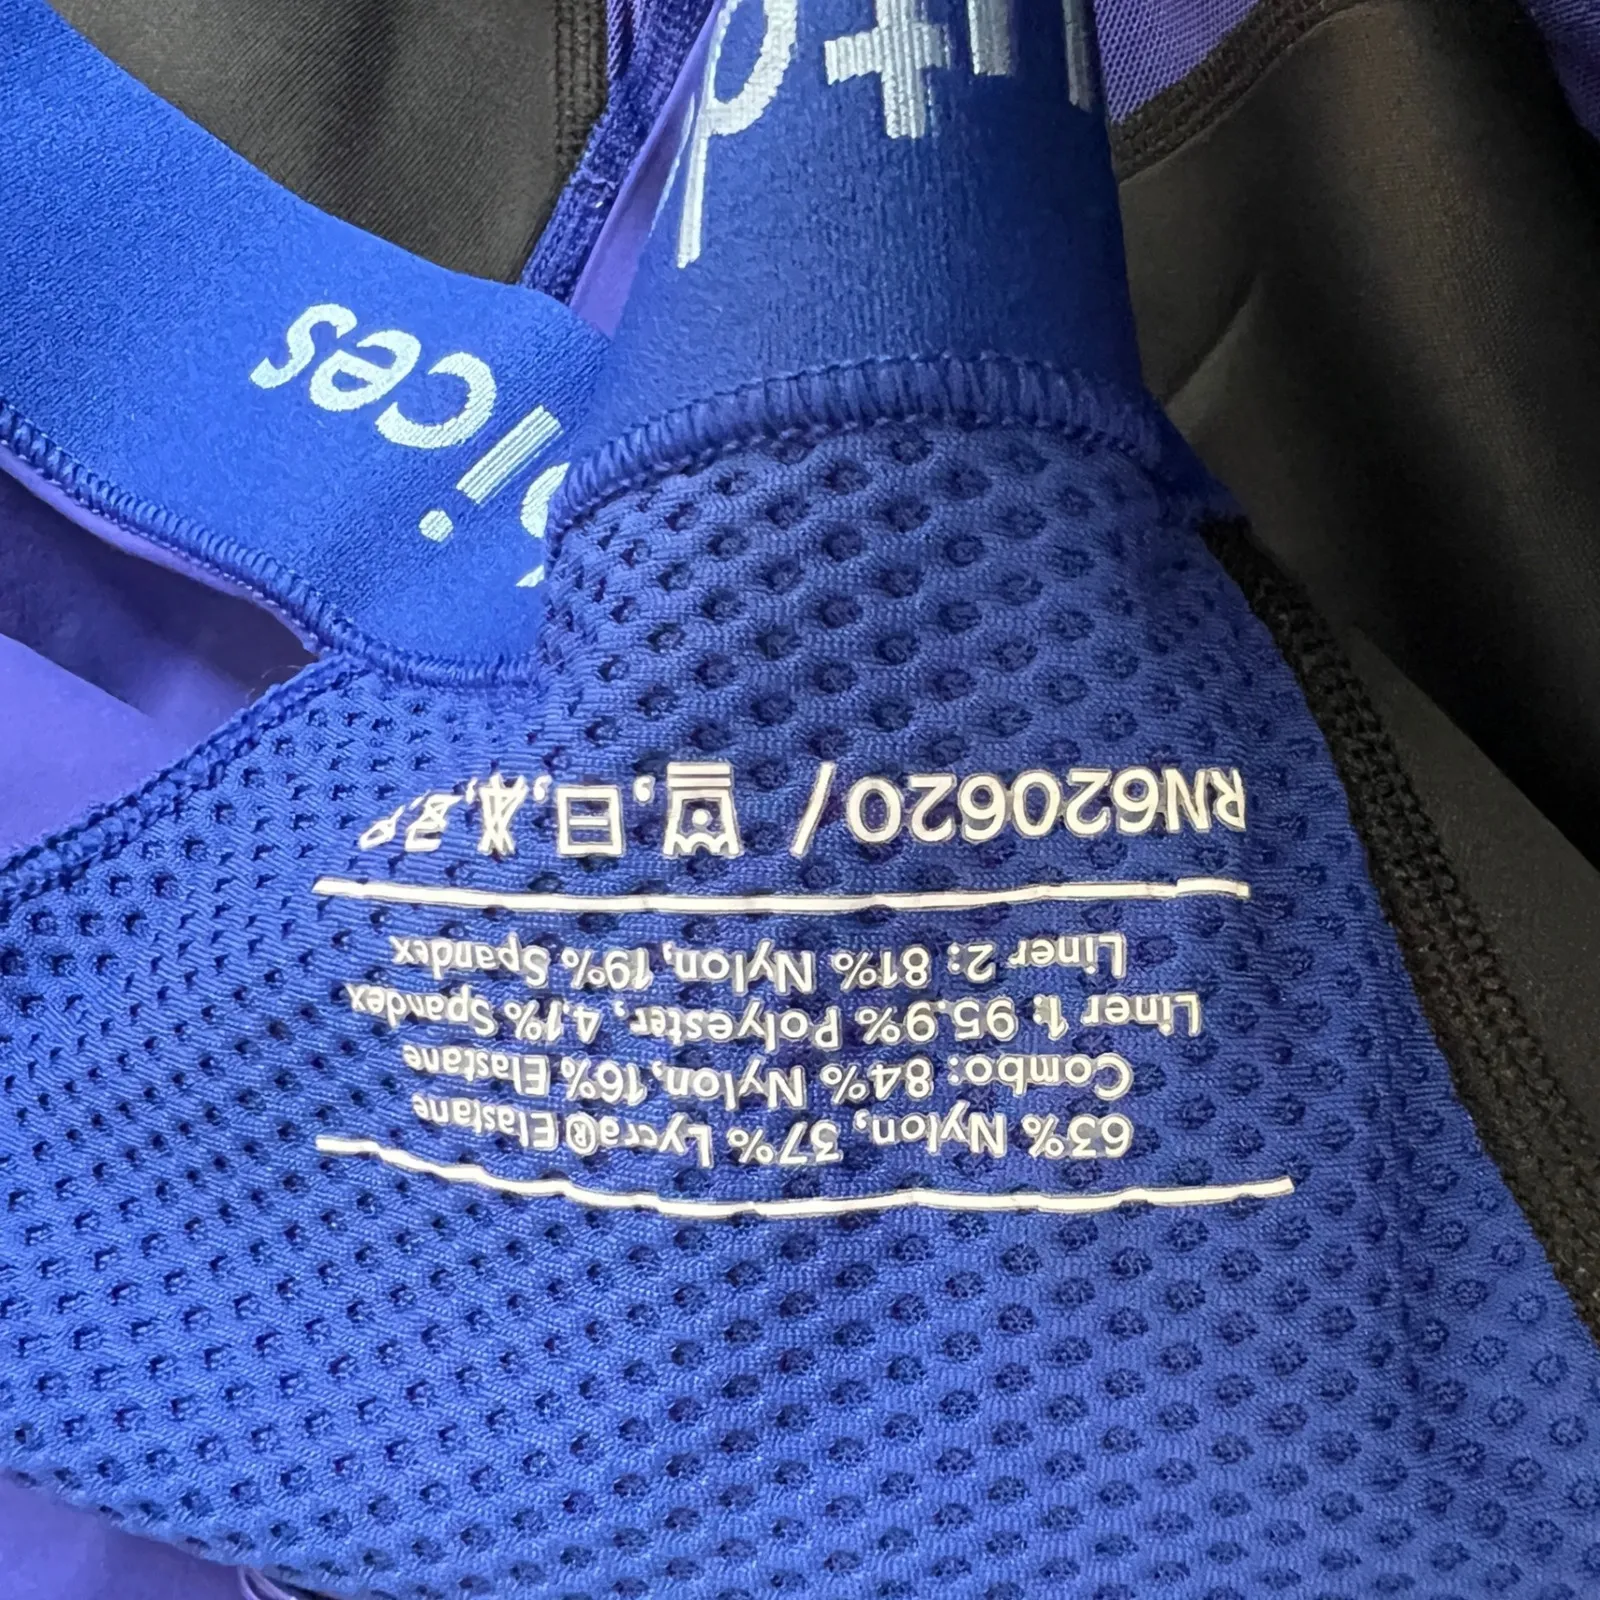 63% Nylon, 37% Lycra® Elastane
Combo: 84% Nylon, 16% Elastane
Liner 1: 95.9% Polyester, 4.1% Spandex
Liner 2: 81% Nylon, 19% Spandex
RN620620 /